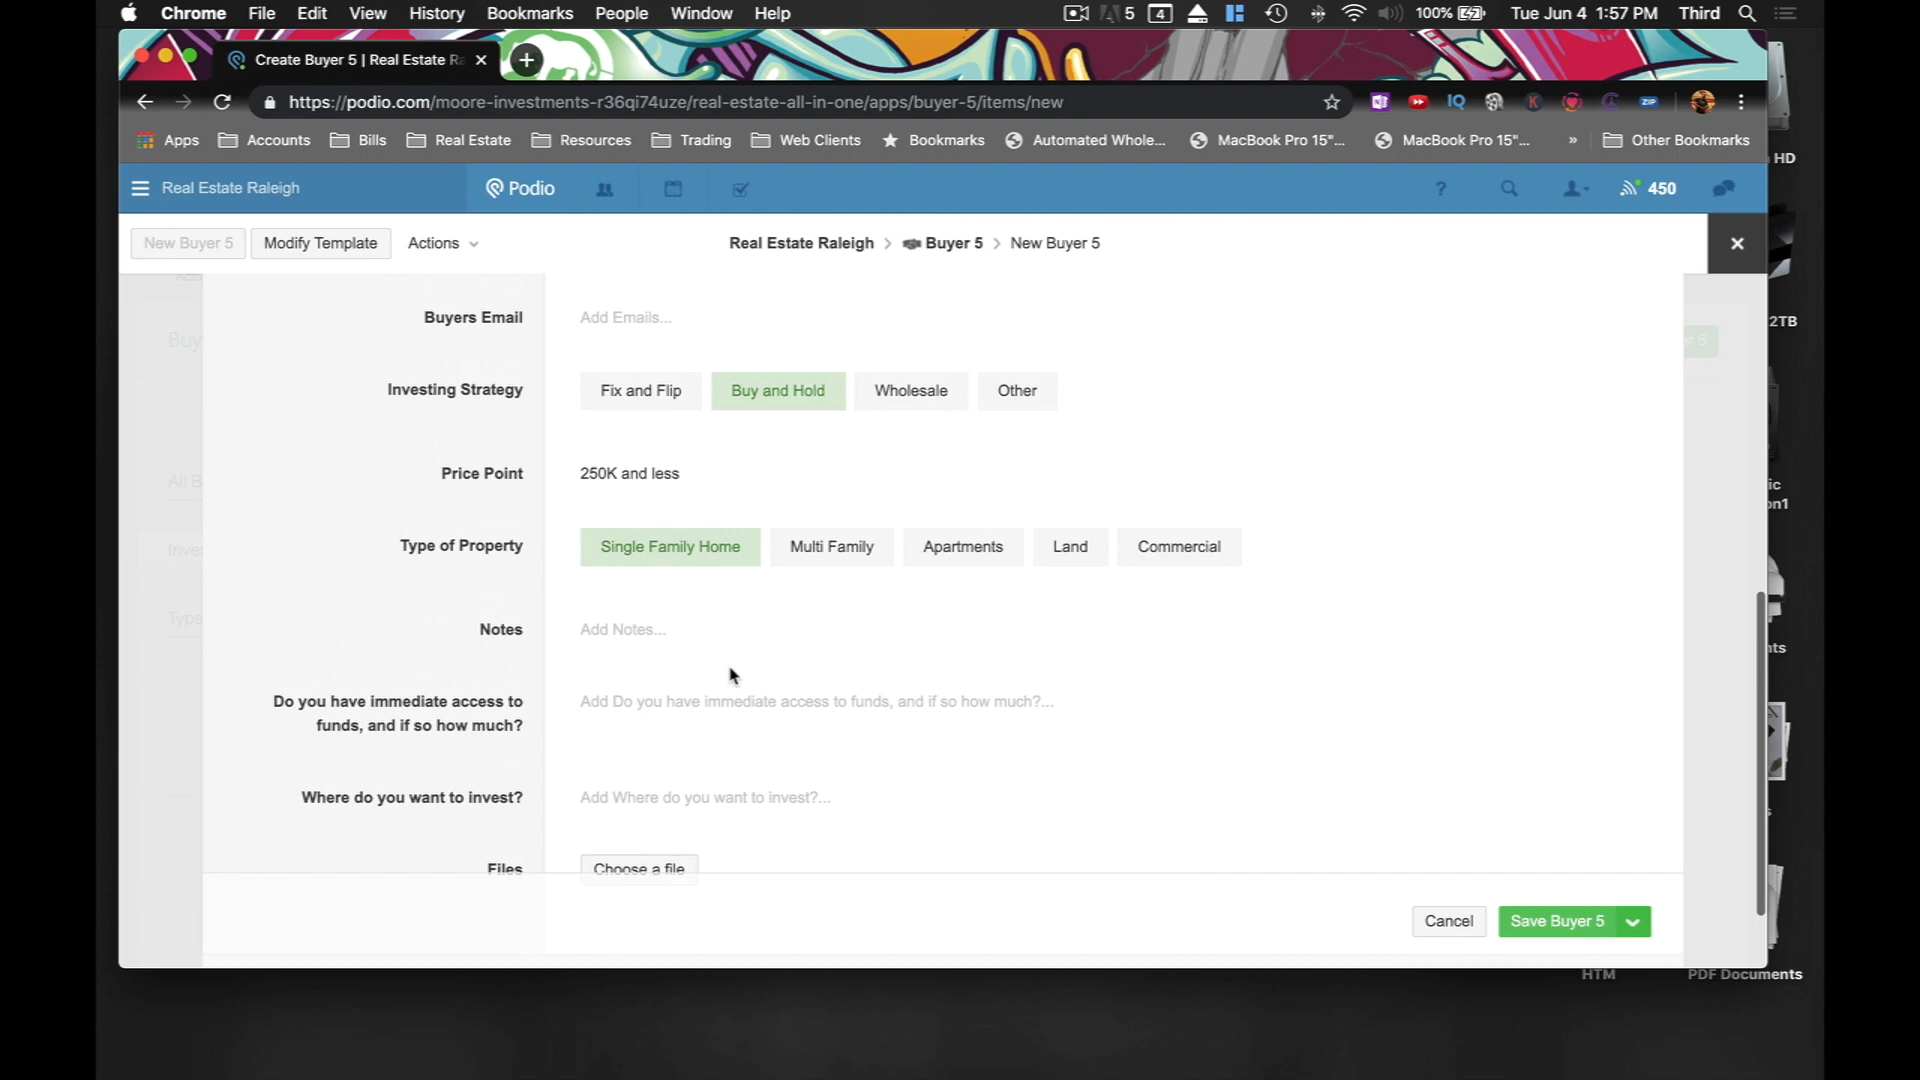 Chrome File Edit View History Bookmarks People Window Help 5 4 100% Tue Jun 4 1:57 PM Third
Create Buyer 5 | Real Estate Ra
https://podio.com/moore-investments-r36qi74uze/real-estate-all-in-one/apps/buyer-5/items/new
Apps Accounts Bills Real Estate Resources Trading Web Clients Bookmarks Automated Whole... MacBook Pro 15"... MacBook Pro 15"... » Other Bookmarks
HD
Real Estate Raleigh Podio ? 450
New Buyer 5 Modify Template Actions Real Estate Raleigh > Buyer 5 > New Buyer 5
Buyers Email Add Emails...
2TB
Buy
Investing Strategy Fix and Flip Buy and Hold Wholesale Other
Price Point 250K and less
All B
Type of Property Single Family Home Multi Family Apartments Land Commercial
Inves
Type
Notes Add Notes...
Do you have immediate access to
funds, and if so how much?
Add Do you have immediate access to funds, and if so how much?...
Where do you want to invest? Add Where do you want to invest?...
Files Choose a file
Cancel Save Buyer 5
HTM PDF Documents